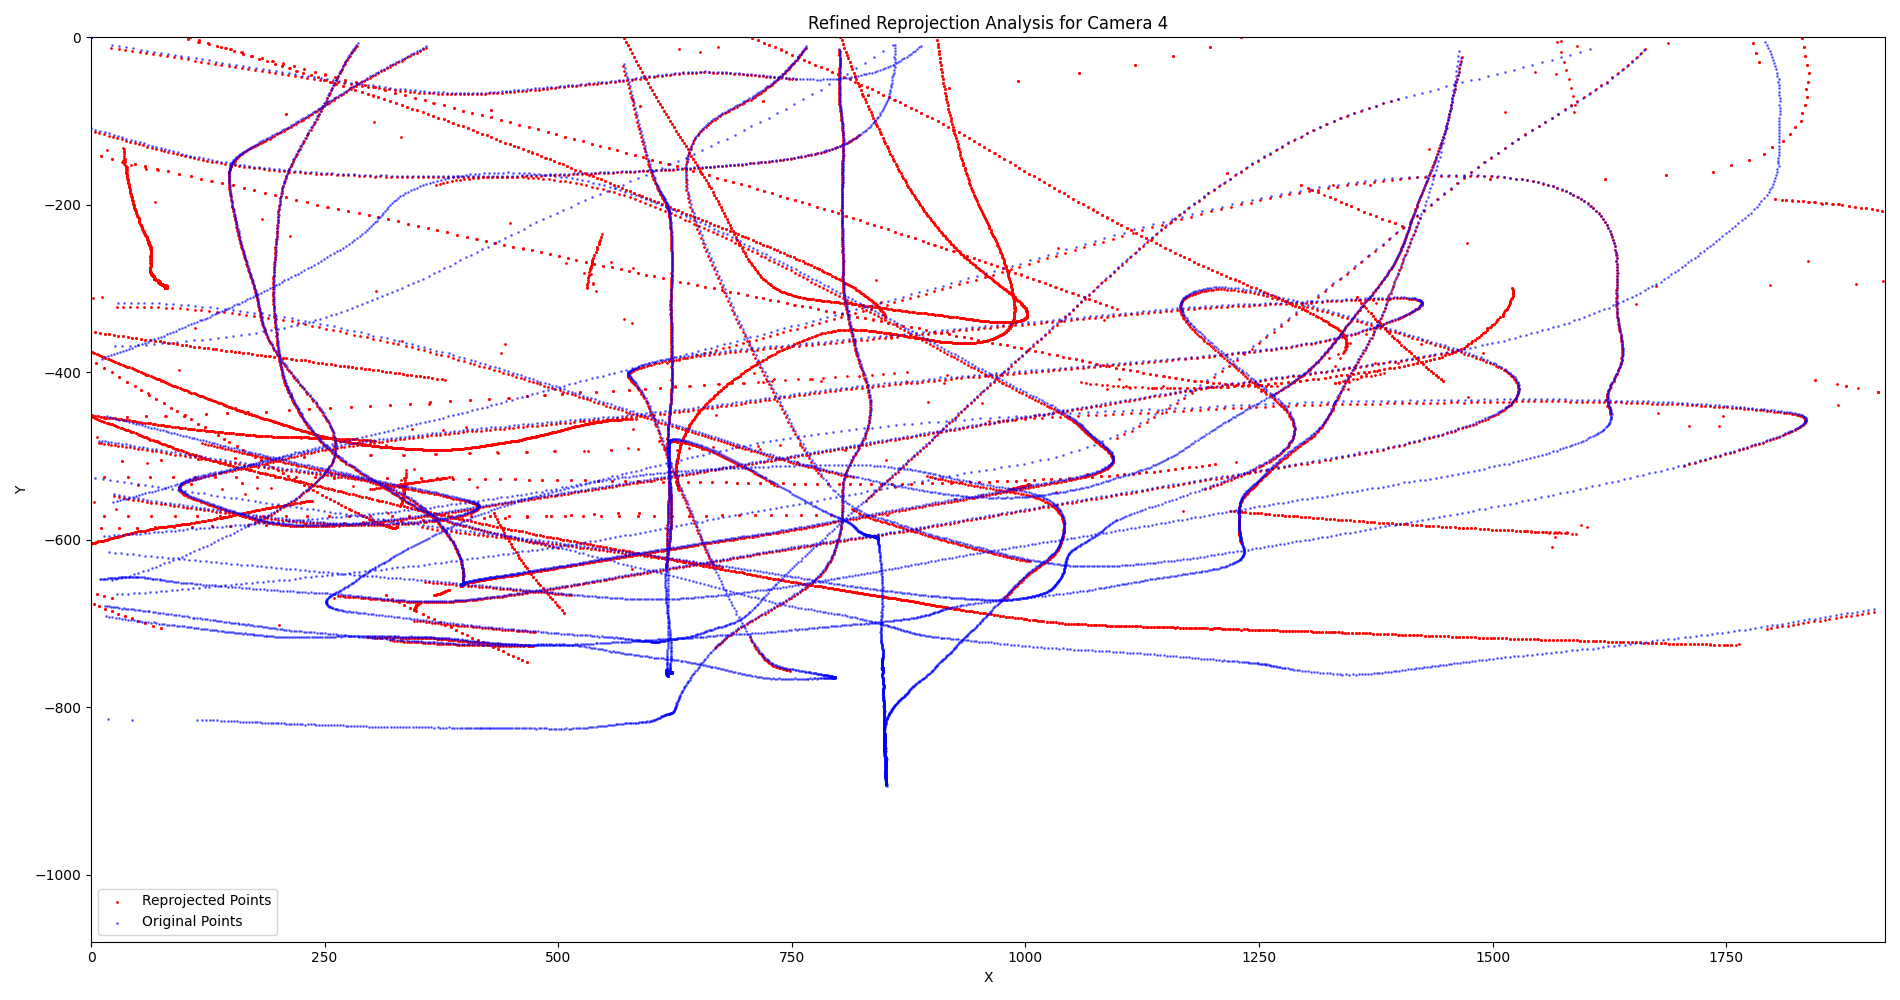 Refined Reprojection Analysis for Camera 4
0
−200
−400
−600
−800
−1000
Y
Reprojected Points
Original Points
0 250 500 750 1000 1250 1500 1750
X